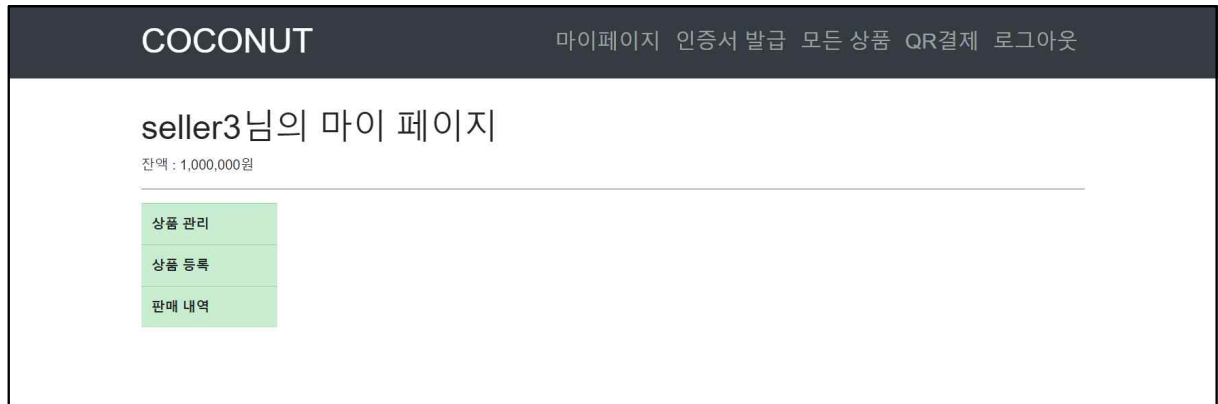 COCONUT 마이페이지 인증서 발급 모든 상품 QR결제 로그아웃
seller3님의 마이 페이지
잔액 : 1,000,000원
상품 관리
상품 등록
판매 내역